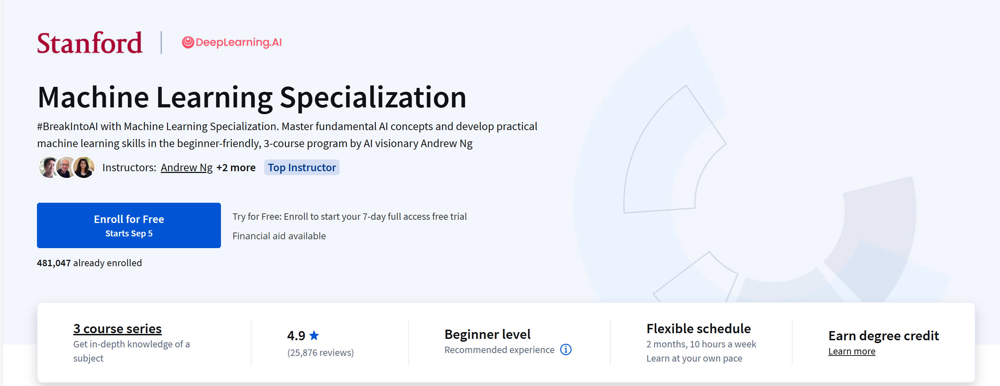 Stanford
DeepLearning.AI
Machine Learning Specialization
#BreakIntoAI with Machine Learning Specialization. Master fundamental AI concepts and develop practical
machine learning skills in the beginner-friendly, 3-course program by AI visionary Andrew Ng
Instructors: Andrew Ng +2 more Top Instructor
Enroll for Free
Starts Sep 5
Try for Free: Enroll to start your 7-day full access free trial
Financial aid available
481,047 already enrolled
3 course series
Get in-depth knowledge of a
subject
4.9
(25,876 reviews)
Beginner level
Recommended experience
Flexible schedule
2 months, 10 hours a week
Learn at your own pace
Earn degree credit
Learn more